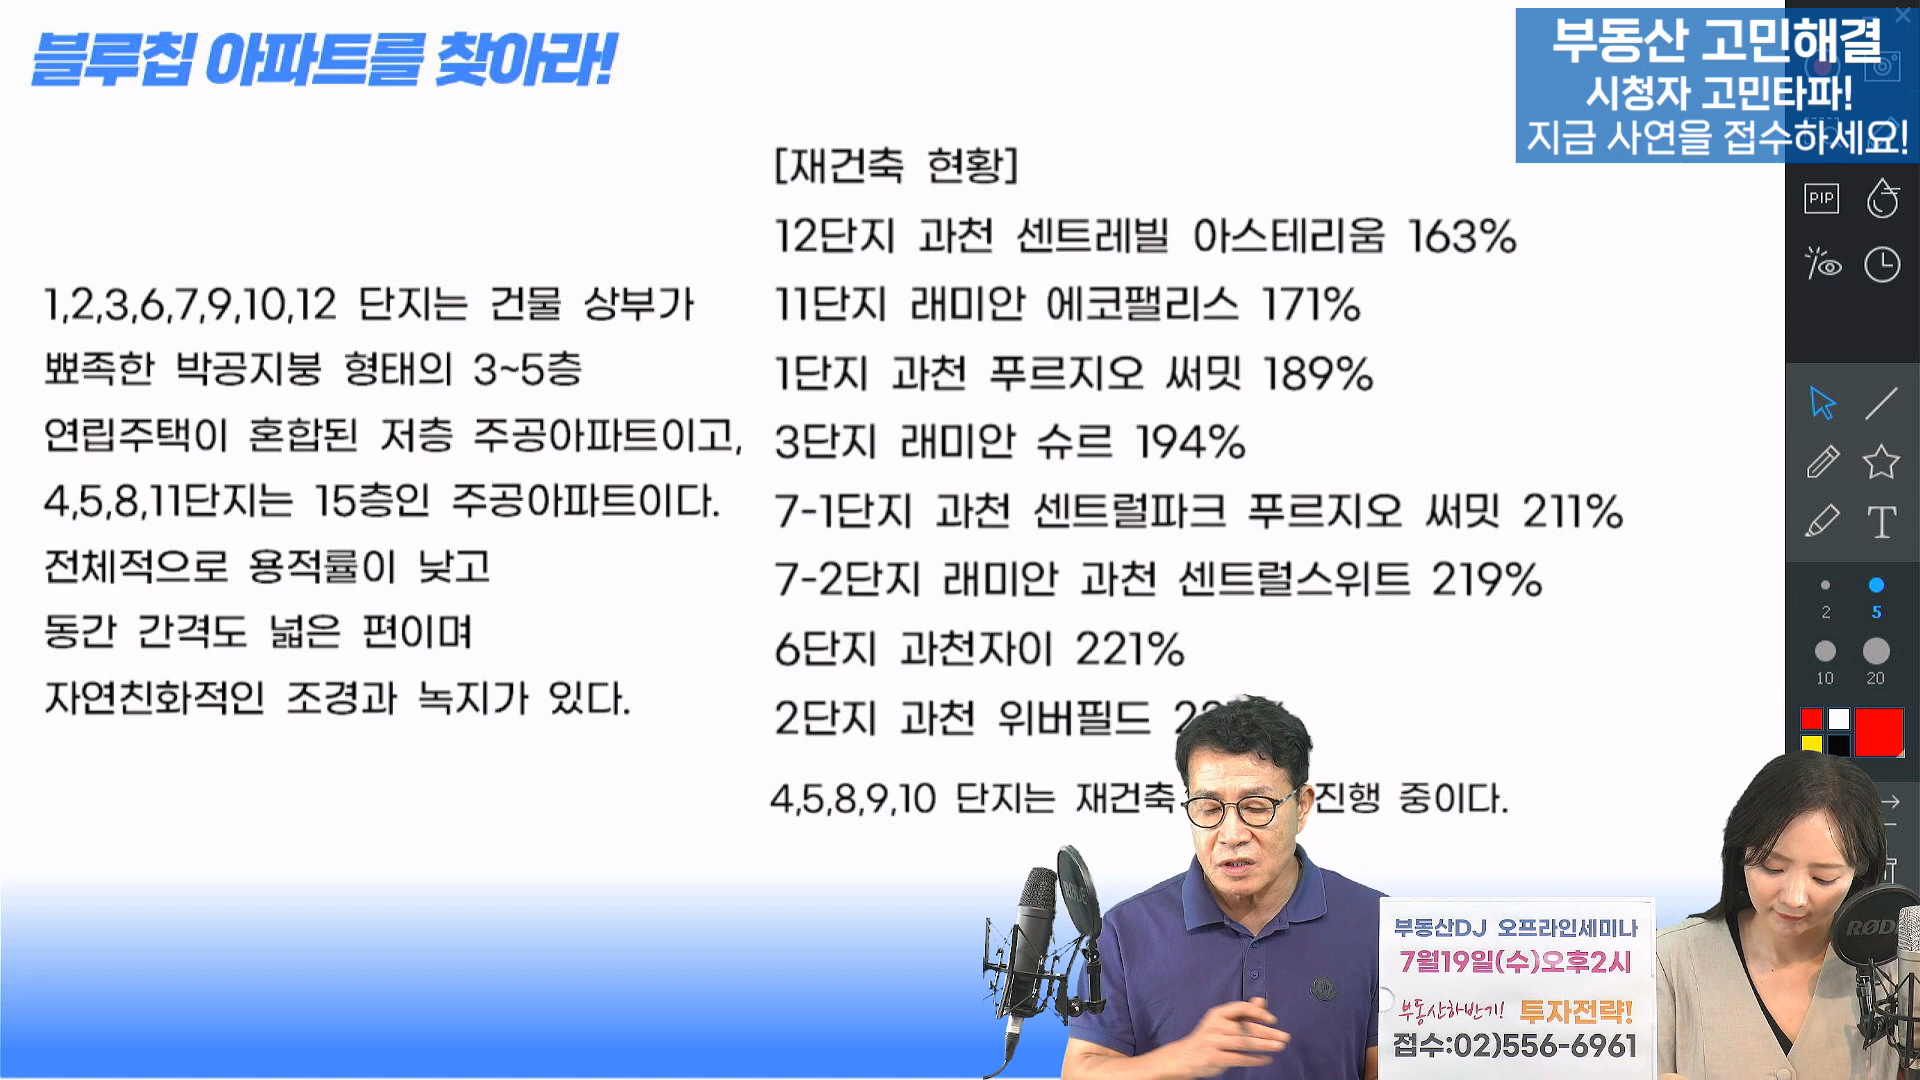 블루칩 아파트를 찾아라!
부동산 고민해결
시청자 고민타파!
지금 사연을 접수하세요!
1,2,3,6,7,9,10,12 단지는 건물 상부가
뾰족한 박공지붕 형태의 3~5층
연립주택이 혼합된 저층 주공아파트이고,
4,5,8,11단지는 15층인 주공아파트이다.
전체적으로 용적률이 낮고
동간 간격도 넓은 편이며
자연친화적인 조경과 녹지가 있다.
[재건축 현황]
12단지 과천 센트레빌 아스테리움 163%
11단지 래미안 에코팰리스 171%
1단지 과천 푸르지오 써밋 189%
3단지 래미안 슈르 194%
7-1단지 과천 센트럴파크 푸르지오 써밋 211%
7-2단지 래미안 과천 센트럴스위트 219%
6단지 과천자이 221%
2단지 과천 위버필드
4,5,8,9,10 단지는 재건축 진행 중이다.
PIP
T
2 5
10 20
부동산DJ 오프라인세미나
7월19일(수)오후2시
부동산하반기! 투자전략!
접수:02)556-6961
RØD